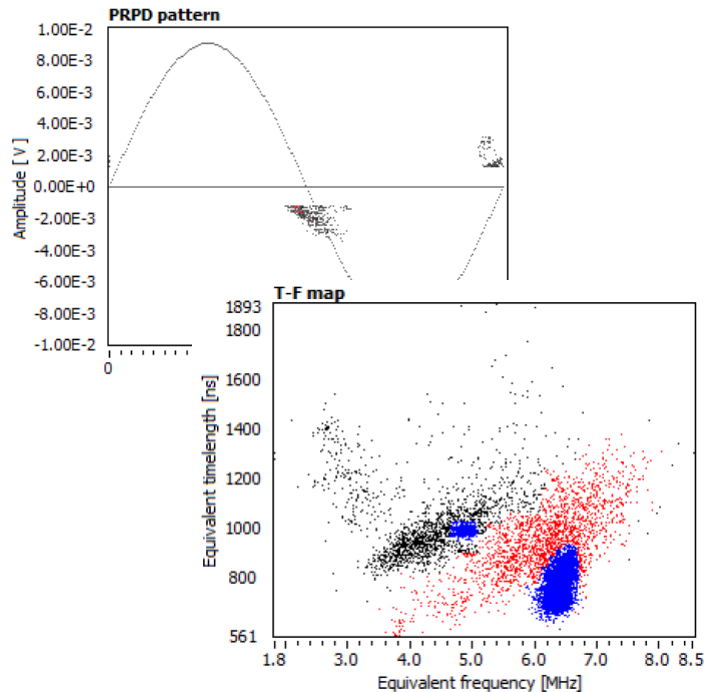 PRPD pattern
1.00E-2
8.00E-3
6.00E-3
4.00E-3
2.00E-3
0.00E+0
-2.00E-3
-4.00E-3
-6.00E-3
-8.00E-3
-1.00E-2
Amplitude [ V ]
0
T-F map
1893
1800
1600
1400
1200
1000
800
561
Equivalent timelength [ns]
1.8 3.0 4.0 5.0 6.0 7.0 8.0 8.5
Equivalent frequency [MHz]